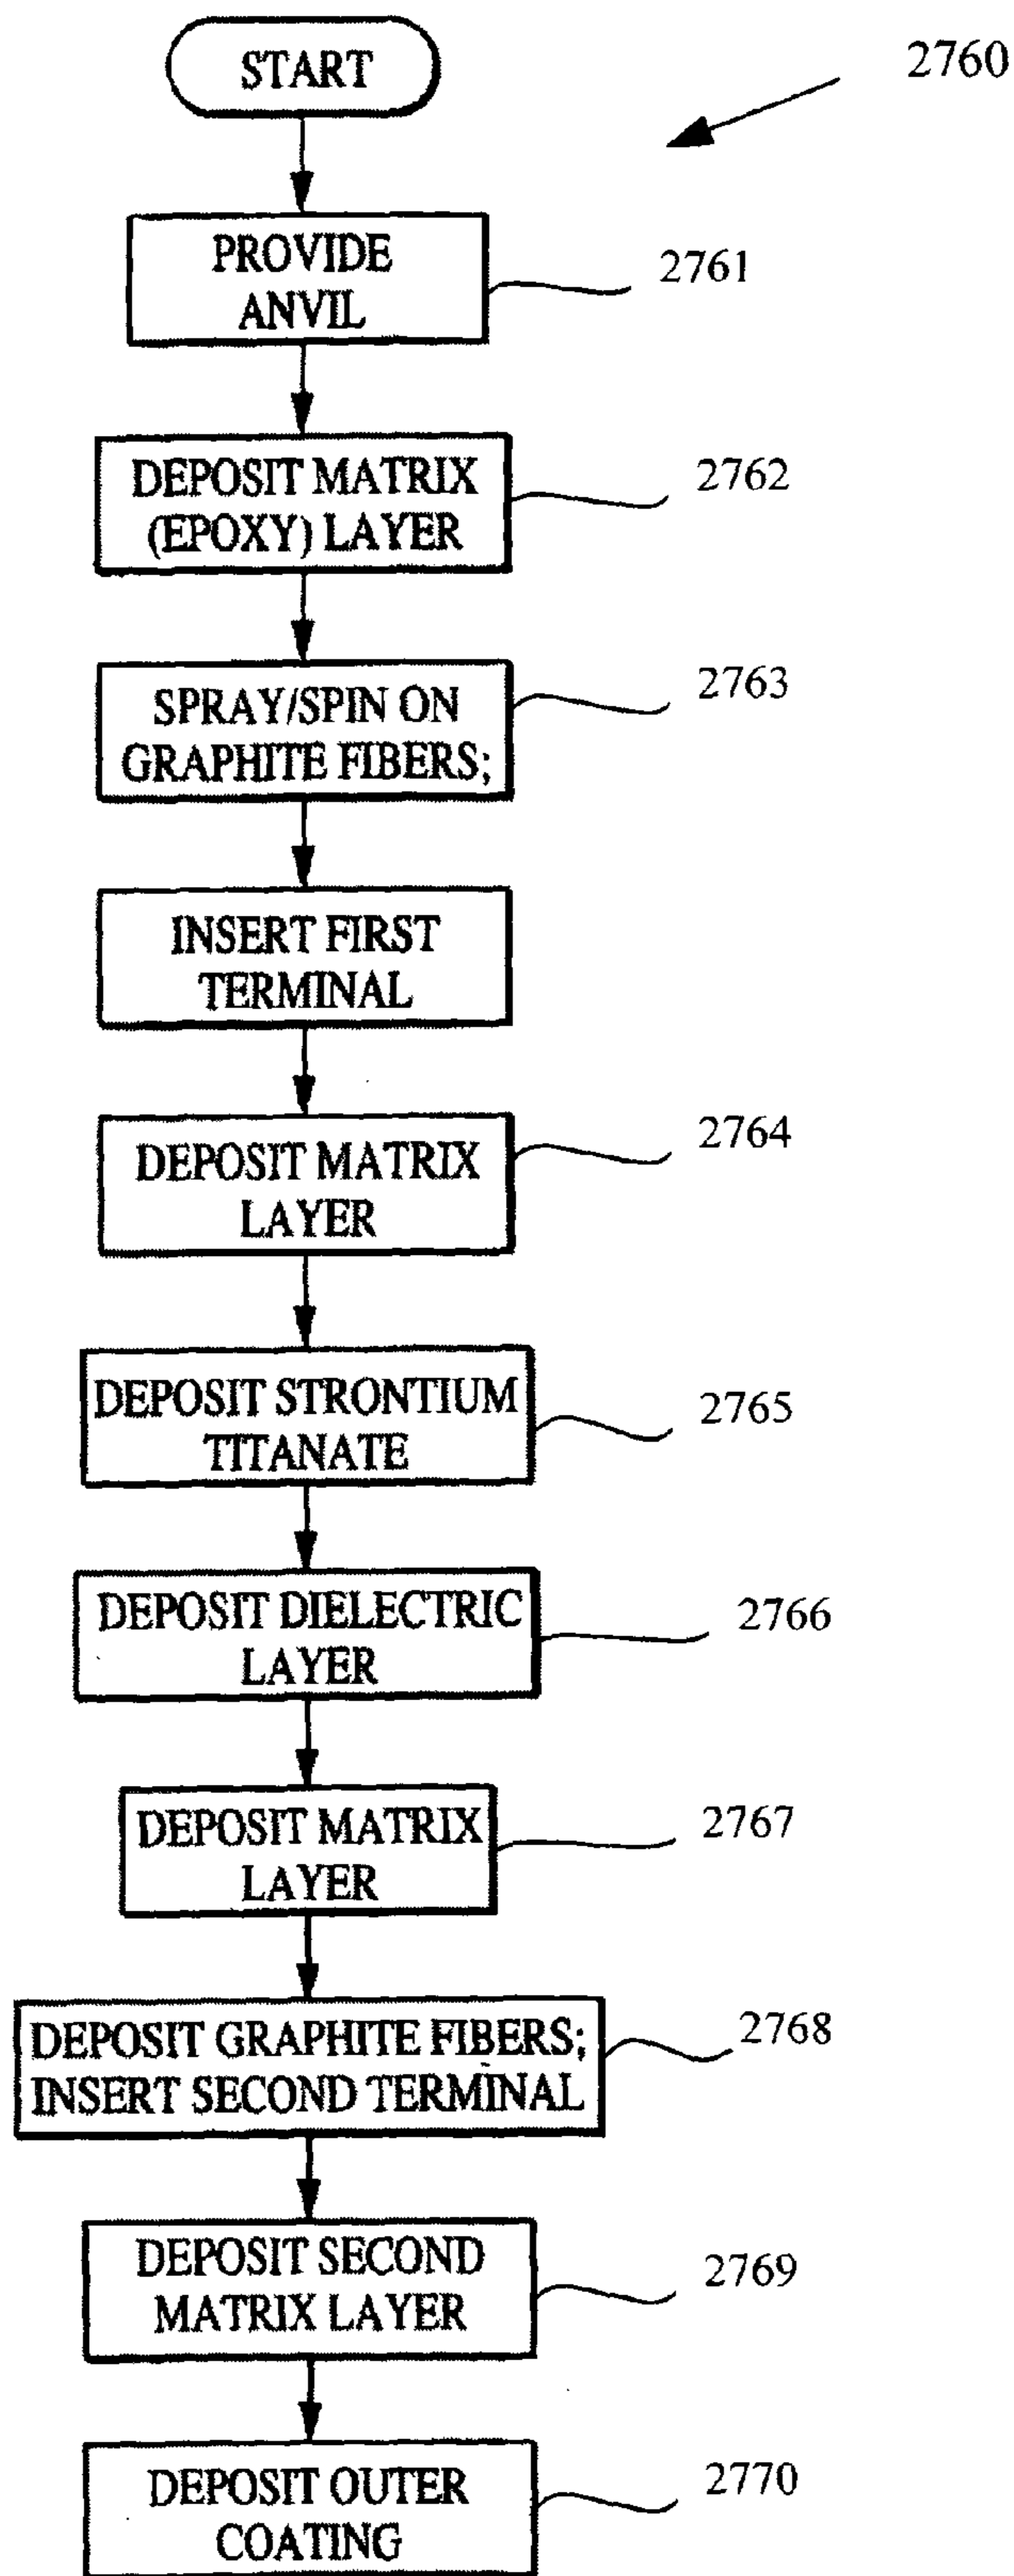 START
2760
PROVIDE
ANVIL
2761
DEPOSIT MATRIX
(EPOXY) LAYER
2762
SPRAY/SPIN ON
GRAPHITE FIBERS;
2763
INSERT FIRST
TERMINAL
DEPOSIT MATRIX
LAYER
2764
DEPOSIT STRONTIUM
TITANATE
2765
DEPOSIT DIELECTRIC
LAYER
2766
DEPOSIT MATRIX
LAYER
2767
DEPOSIT GRAPHITE FIBERS;
INSERT SECOND TERMINAL
2768
DEPOSIT SECOND
MATRIX LAYER
2769
DEPOSIT OUTER
COATING
2770